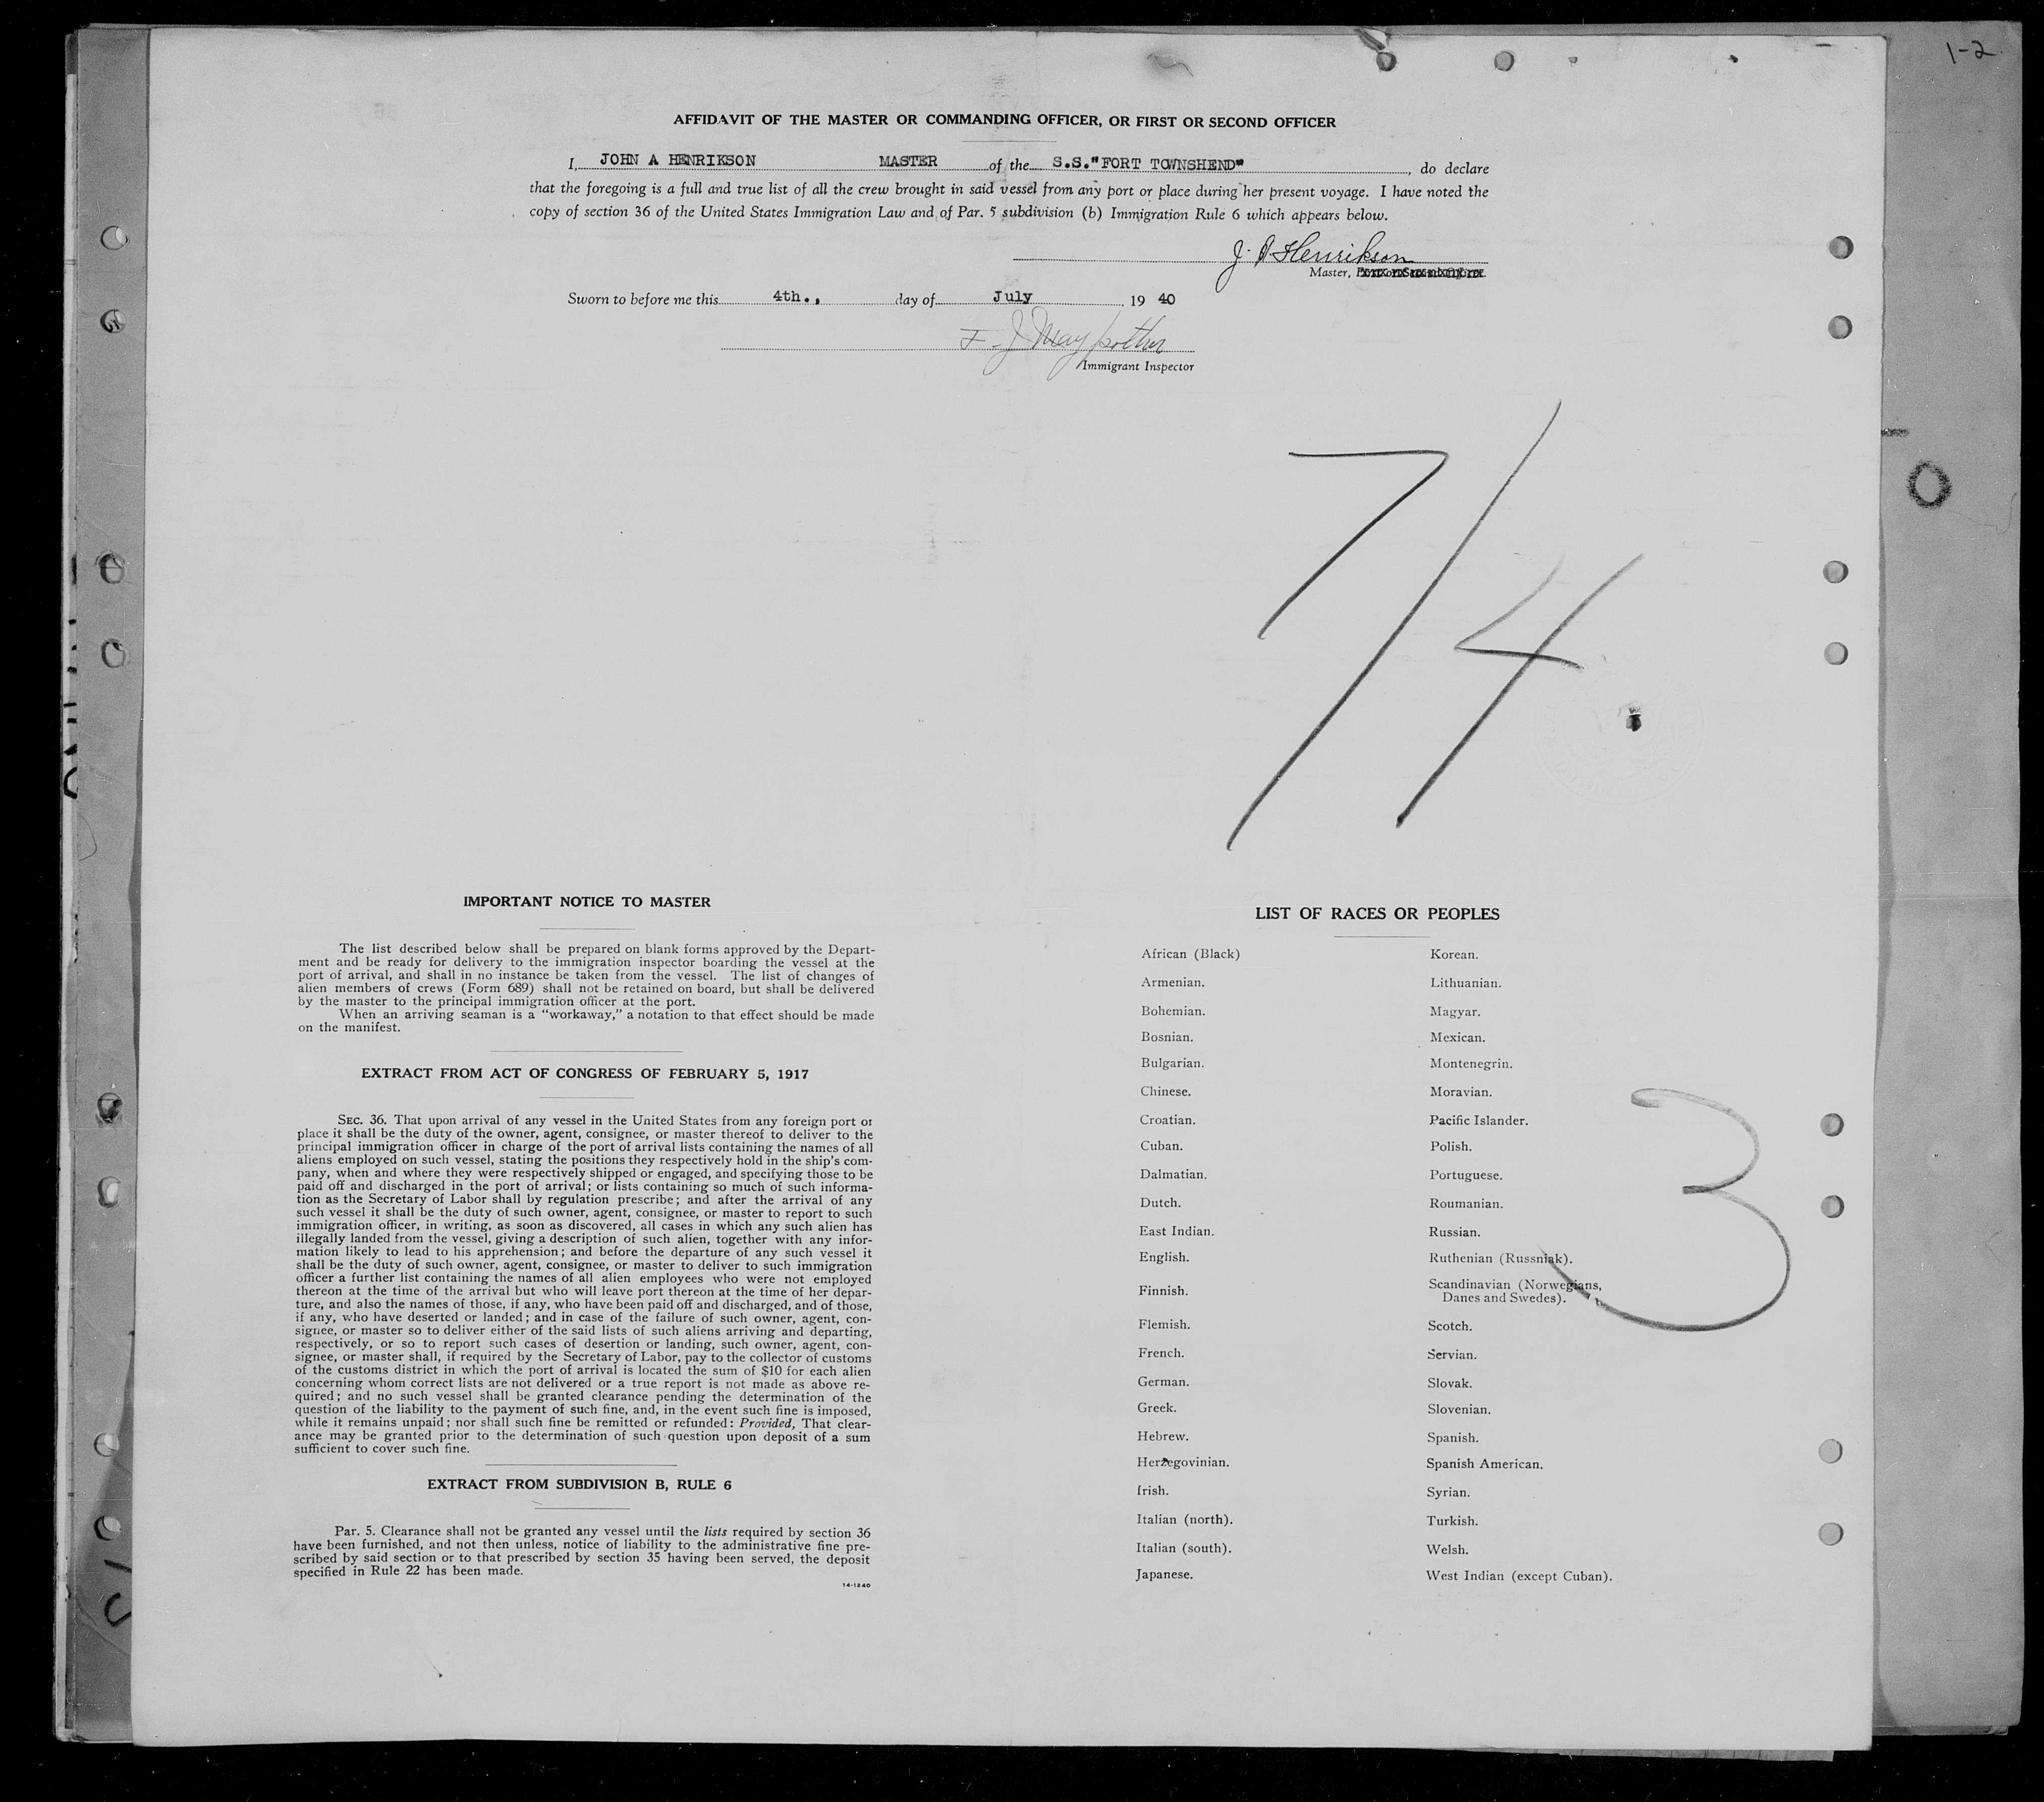 1-2
AFFIDAVIT OF THE MASTER OR COMMANDING OFFICER, OR FIRST OR SECOND OFFICER
I, JOHN A HENRIKSON MASTER of the S.S."FORT TOWNSHEND" , do declare
that the foregoing is a full and true list of all the crew brought in said vessel from any port or place during her present voyage. I have noted the
copy of section 36 of the United States Immigration Law and of Par. 5 subdivision (b) Immigration Rule 6 which appears below.
J. A Henrikson
Master,
Sworn to before me this 4th., day of July , 19 40
F. J
Immigrant Inspector
7/4
IMPORTANT NOTICE TO MASTER
The list described below shall be prepared on blank forms approved by the Depart-
ment and be ready for delivery to the immigration inspector boarding the vessel at the
port of arrival, and shall in no instance be taken from the vessel. The list of changes of
alien members of crews (Form 689) shall not be retained on board, but shall be delivered
by the master to the principal immigration officer at the port.
When an arriving seaman is a "workaway," a notation to that effect should be made
on the manifest.
EXTRACT FROM ACT OF CONGRESS OF FEBRUARY 5, 1917
SEC. 36. That upon arrival of any vessel in the United States from any foreign port or
place it shall be the duty of the owner, agent, consignee, or master thereof to deliver to the
principal immigration officer in charge of the port of arrival lists containing the names of all
aliens employed on such vessel, stating the positions they respectively hold in the ship's com-
pany, when and where they were respectively shipped or engaged, and specifying those to be
paid off and discharged in the port of arrival; or lists containing so much of such informa-
tion as the Secretary of Labor shall by regulation prescribe; and after the arrival of any
such vessel it shall be the duty of such owner, agent, consignee, or master to report to such
immigration officer, in writing, as soon as discovered, all cases in which any such alien has
illegally landed from the vessel, giving a description of such alien, together with any infor-
mation likely to lead to his apprehension; and before the departure of any such vessel it
shall be the duty of such owner, agent, consignee, or master to deliver to such immigration
officer a further list containing the names of all alien employees who were not employed
thereon at the time of the arrival but who will leave port thereon at the time of her depar-
ture, and also the names of those, if any, who have been paid off and discharged, and of those,
if any, who have deserted or landed; and in case of the failure of such owner, agent, con-
signee, or master so to deliver either of the said lists of such aliens arriving and departing,
respectively, or so to report such cases of desertion or landing, such owner, agent, con-
signee, or master shall, if required by the Secretary of Labor, pay to the collector of customs
of the customs district in which the port of arrival is located the sum of $10 for each alien
concerning whom correct lists are not delivered or a true report is not made as above re-
quired; and no such vessel shall be granted clearance pending the determination of the
question of the liability to the payment of such fine, and, in the event such fine is imposed,
while it remains unpaid; nor shall such fine be remitted or refunded: Provided, That clear-
ance may be granted prior to the determination of such question upon deposit of a sum
sufficient to cover such fine.
EXTRACT FROM SUBDIVISION B, RULE 6
Par. 5. Clearance shall not be granted any vessel until the lists required by section 36
have been furnished, and not then unless, notice of liability to the administrative fine pre-
scribed by said section or to that prescribed by section 35 having been served, the deposit
specified in Rule 22 has been made.
14-1240
LIST OF RACES OR PEOPLES
African (Black)
Armenian.
Bohemian.
Bosnian.
Bulgarian.
Chinese.
Croatian.
Cuban.
Dalmatian.
Dutch.
East Indian.
English.
Finnish.
Flemish.
French.
German.
Greek.
Hebrew.
Herzegovinian.
Irish.
Italian (north).
Italian (south).
Japanese.
Korean.
Lithuanian.
Magyar.
Mexican.
Montenegrin.
Moravian.
Pacific Islander.
Polish.
Portuguese.
Roumanian.
Russian.
Ruthenian (Russniak).
Scandinavian (Norwegians,
Danes and Swedes).
Scotch.
Servian.
Slovak.
Slovenian.
Spanish.
Spanish American.
Syrian.
Turkish.
Welsh.
West Indian (except Cuban).
3